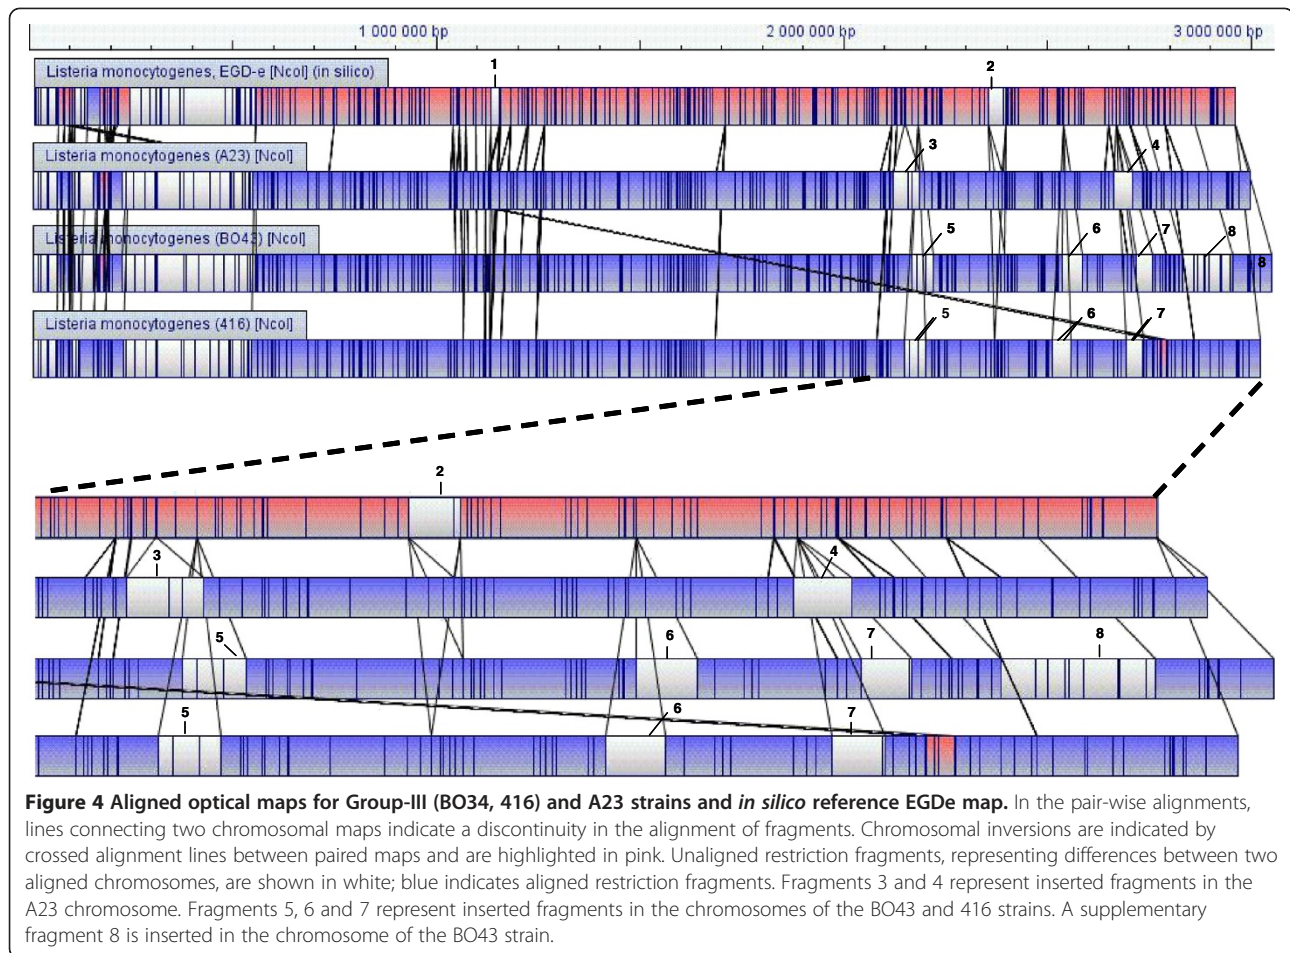 1 000 000 bp 2 000 000 bp 3 000 000 bp
Listeria monocytogenes, EGD-e [NcoI] (in silico)
1 2
Listeria monocytogenes (A23) [NcoI]
3 4
Listeria monocytogenes (BO43) [NcoI]
5 6 7 8
8
Listeria monocytogenes (416) [NcoI]
5 6 7
2
3 4
5 6 7 8
5 6 7
Figure 4 Aligned optical maps for Group-III (BO34, 416) and A23 strains and in silico reference EGDe map. In the pair-wise alignments,
lines connecting two chromosomal maps indicate a discontinuity in the alignment of fragments. Chromosomal inversions are indicated by
crossed alignment lines between paired maps and are highlighted in pink. Unaligned restriction fragments, representing differences between two
aligned chromosomes, are shown in white; blue indicates aligned restriction fragments. Fragments 3 and 4 represent inserted fragments in the
A23 chromosome. Fragments 5, 6 and 7 represent inserted fragments in the chromosomes of the BO43 and 416 strains. A supplementary
fragment 8 is inserted in the chromosome of the BO43 strain.